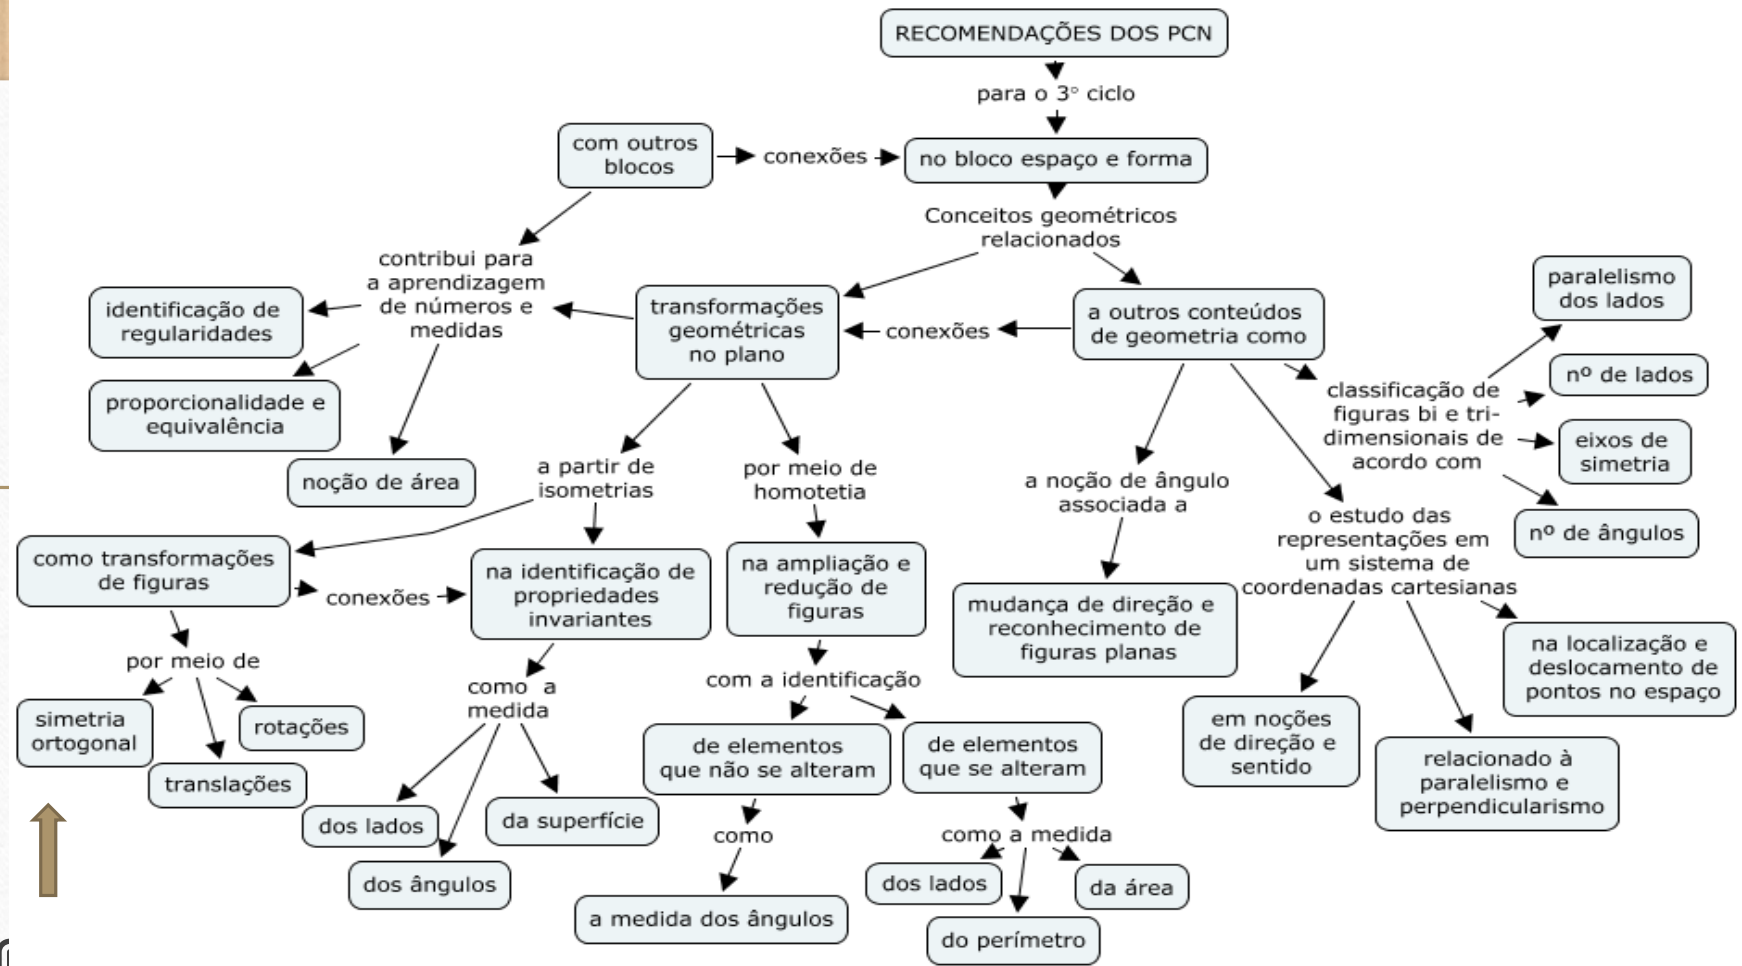 RECOMENDAÇÕES DOS PCN
para o 3° ciclo
com outros
blocos
conexões
no bloco espaço e forma
Conceitos geométricos
relacionados
contribui para
a aprendizagem
de números e
medidas
identificação de
regularidades
proporcionalidade e
equivalência
noção de área
transformações
geométricas
no plano
conexões
a outros conteúdos
de geometria como
paralelismo
dos lados
nº de lados
classificação de
figuras bi e tri-
dimensionais de
acordo com
eixos de
simetria
nº de ângulos
a partir de
isometrias
por meio de
homotetia
a noção de ângulo
associada a
o estudo das
representações em
um sistema de
coordenadas cartesianas
como transformações
de figuras
conexões
na identificação de
propriedades
invariantes
na ampliação e
redução de
figuras
mudança de direção e
reconhecimento de
figuras planas
na localização e
deslocamento de
pontos no espaço
por meio de
simetria
ortogonal
rotações
translações
como a
medida
dos lados
dos ângulos
da superfície
com a identificação
de elementos
que não se alteram
de elementos
que se alteram
em noções
de direção e
sentido
relacionado à
paralelismo e
perpendicularismo
como
a medida dos ângulos
como a medida
dos lados
do perímetro
da área